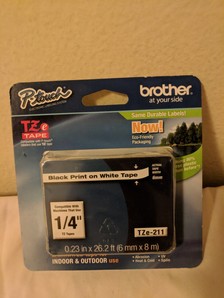 P-touch
brother
at your side
TZe
TAPE
Same Durable Labels!
Now!
Eco-Friendly
Packaging
Black Print on White Tape
1/4"
TZe-211
0.23 in x 26.2 ft (6 mm x 8 m)
INDOOR & OUTDOOR use